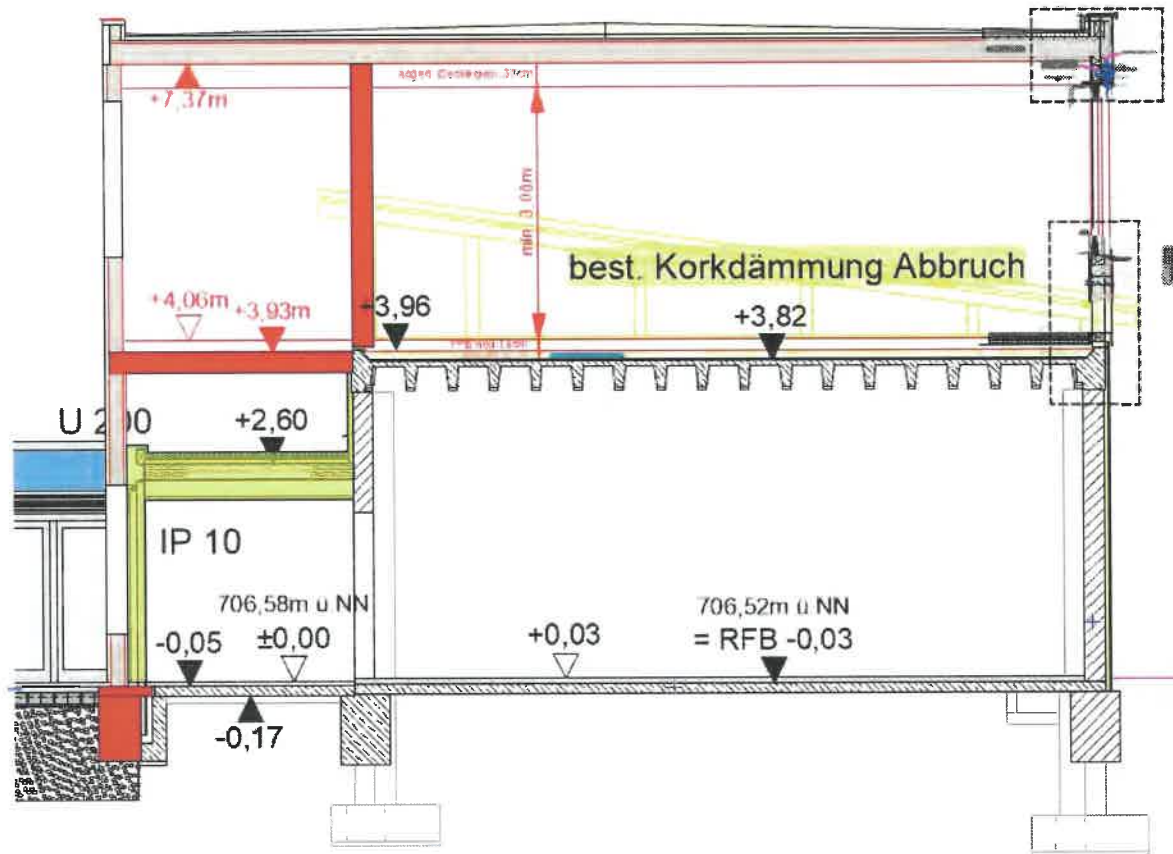 +7,37m
min 3,00m
best. Korkdämmung Abbruch
+4,06m +3,93m
+3,96
+3,82
U 200
+2,60
IP 10
706,58m ü NN
±0,00
-0,05
+0,03
706,52m ü NN
= RFB -0,03
-0,17